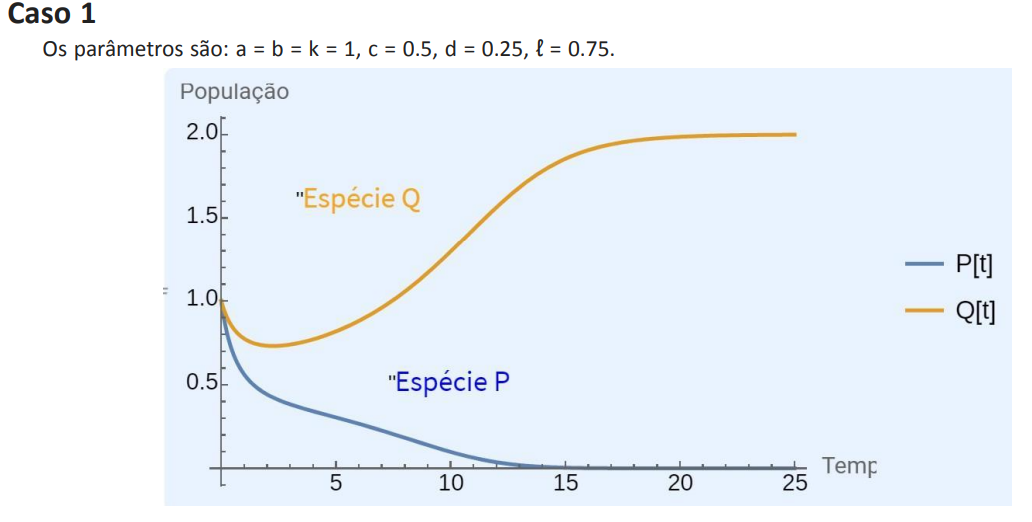 Caso 1
Os parâmetros são: a = b = k = 1, c = 0.5, d = 0.25, ℓ = 0.75.
População
2.0
"Espécie Q
1.5
P[t]
1.0
Q[t]
"Espécie P
0.5
Temp
5 10 15 20 25